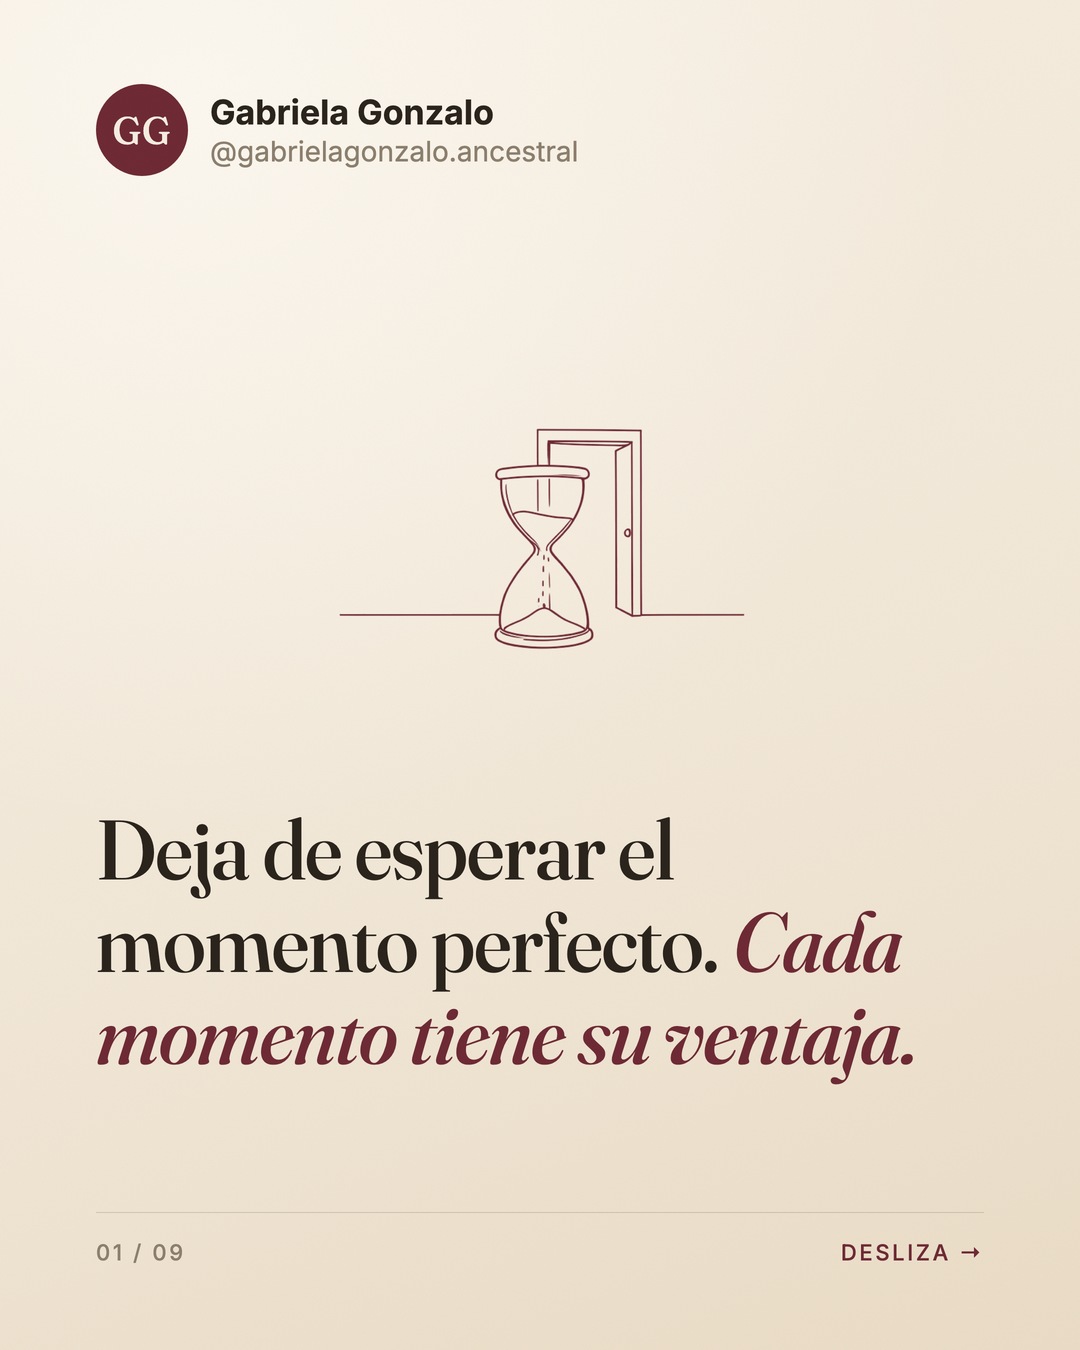 GG
Gabriela Gonzalo
@gabrielagonzalo.ancestral
Deja de esperar el
momento perfecto. Cada
momento tiene su ventaja.
01 / 09
DESLIZA →